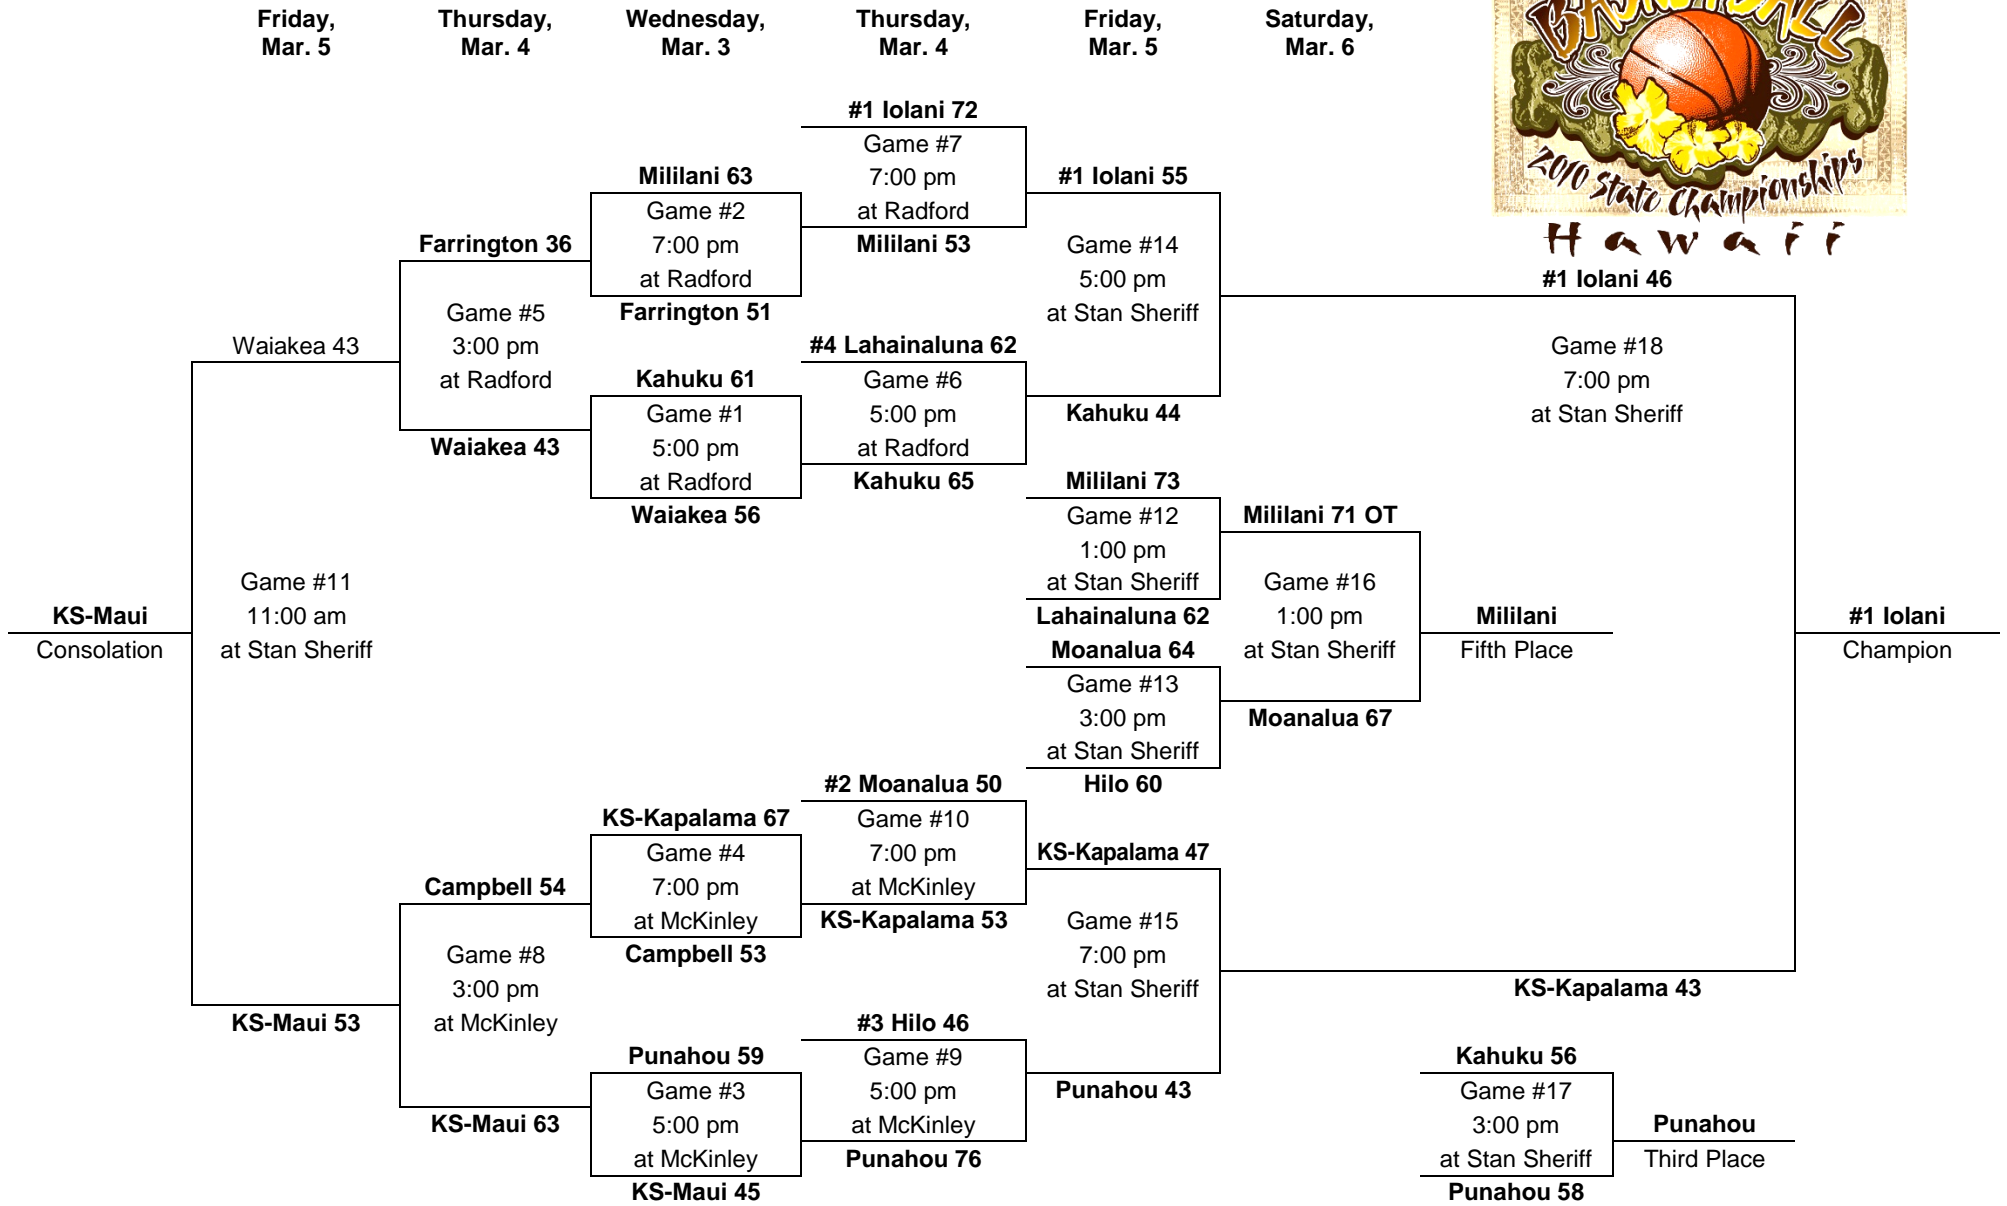 Friday,
Mar. 5
Thursday,
Mar. 4
Wednesday,
Mar. 3
Thursday,
Mar. 4
Friday,
Mar. 5
Saturday,
Mar. 6
BASKETBALL
2010 State Championships
Hawaii
#1 Iolani 72
Game #7
7:00 pm
at Radford
Mililani 53
Mililani 63
Game #2
7:00 pm
at Radford
Farrington 51
#1 Iolani 55
Game #14
5:00 pm
at Stan Sheriff
Kahuku 44
Farrington 36
Game #5
3:00 pm
at Radford
Waiakea 43
#1 Iolani 46
Game #18
7:00 pm
at Stan Sheriff
KS-Kapalama 43
Waiakea 43
Game #11
11:00 am
at Stan Sheriff
KS-Maui 53
#4 Lahainaluna 62
Game #6
5:00 pm
at Radford
Kahuku 65
Kahuku 61
Game #1
5:00 pm
at Radford
Waiakea 56
Mililani 73
Game #12
1:00 pm
at Stan Sheriff
Lahainaluna 62
Mililani 71 OT
Game #16
1:00 pm
at Stan Sheriff
Moanalua 67
KS-Maui
Consolation
Mililani
Fifth Place
#1 Iolani
Champion
Moanalua 64
Game #13
3:00 pm
at Stan Sheriff
Hilo 60
#2 Moanalua 50
Game #10
7:00 pm
at McKinley
KS-Kapalama 53
KS-Kapalama 67
Game #4
7:00 pm
at McKinley
Campbell 53
KS-Kapalama 47
Game #15
7:00 pm
at Stan Sheriff
Punahou 43
Campbell 54
Game #8
3:00 pm
at McKinley
KS-Maui 63
#3 Hilo 46
Game #9
5:00 pm
at McKinley
Punahou 76
Punahou 59
Game #3
5:00 pm
at McKinley
KS-Maui 45
Kahuku 56
Game #17
3:00 pm
at Stan Sheriff
Punahou 58
Punahou
Third Place